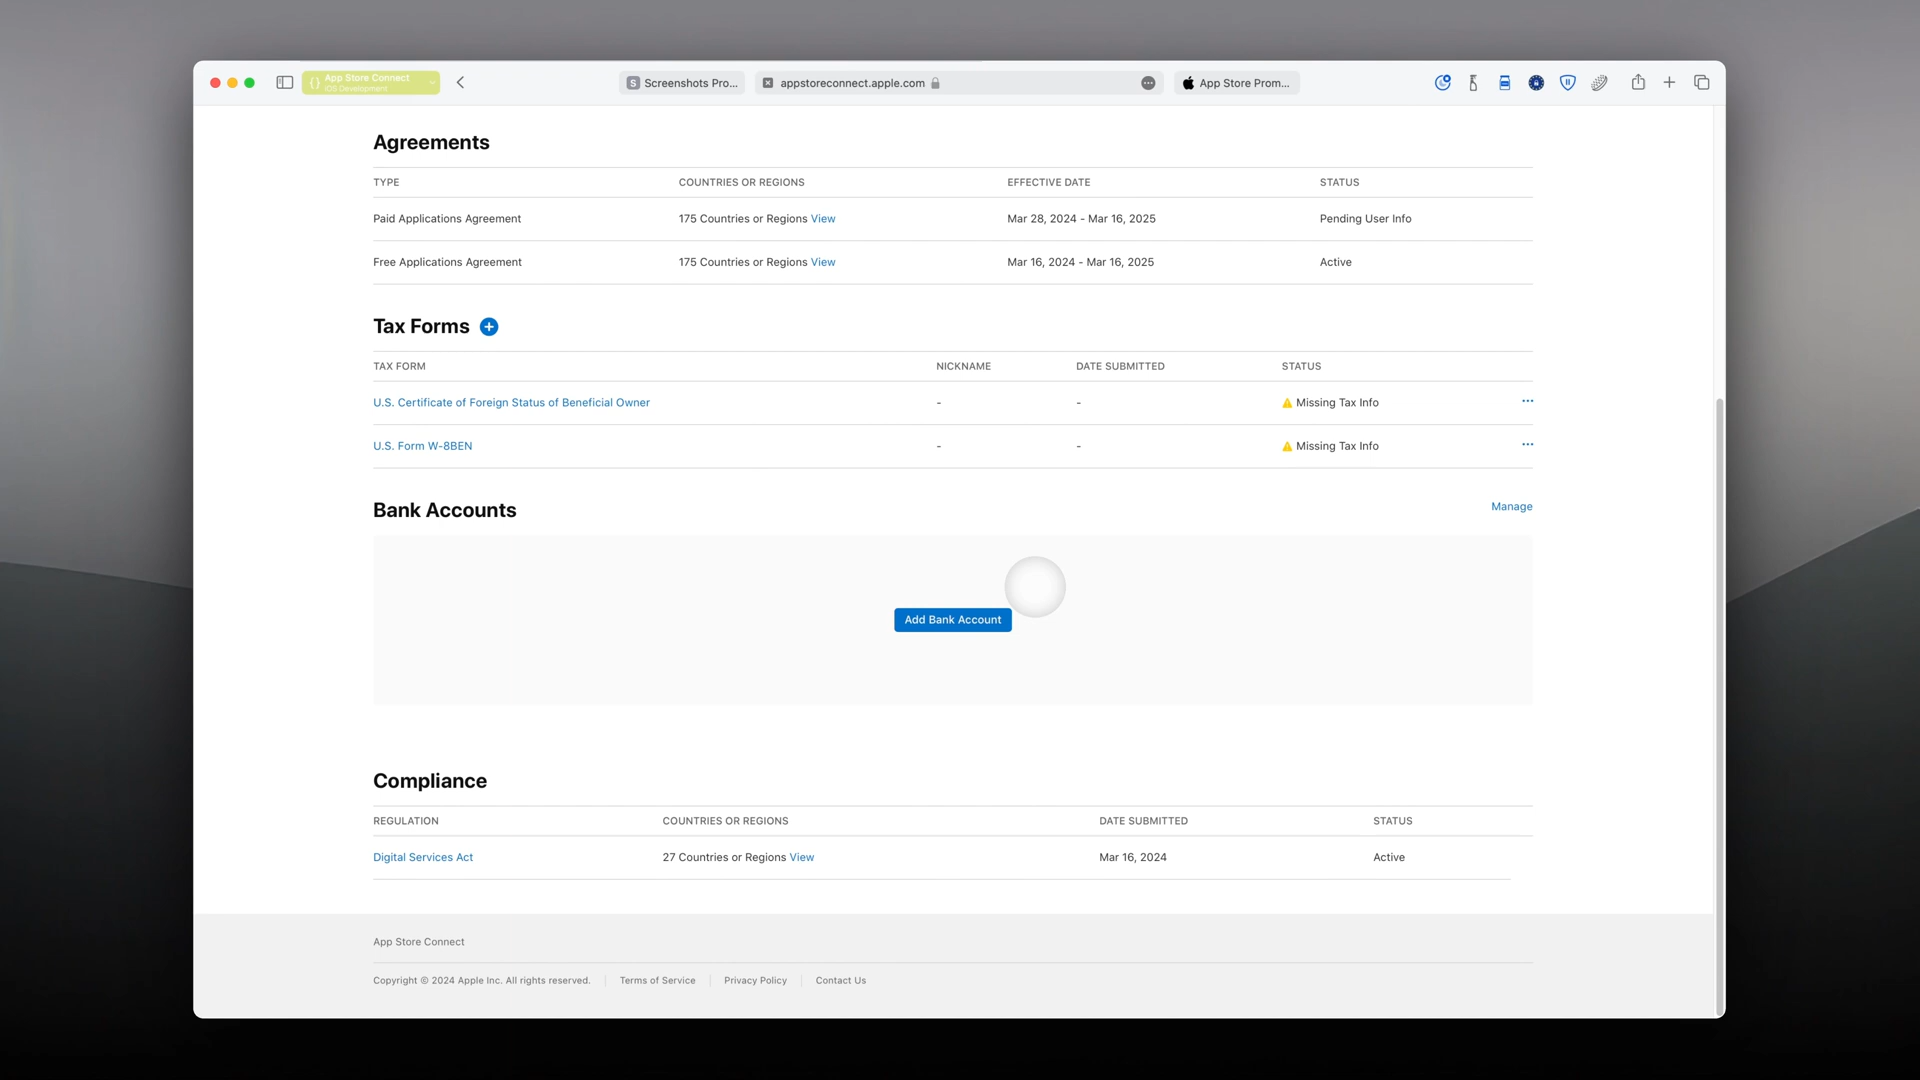 App Store Connect
iOS Development
S Screenshots Pro...
appstoreconnect.apple.com
App Store Prom...
Agreements
TYPE COUNTRIES OR REGIONS EFFECTIVE DATE STATUS
Paid Applications Agreement 175 Countries or Regions View Mar 28, 2024 - Mar 16, 2025 Pending User Info
Free Applications Agreement 175 Countries or Regions View Mar 16, 2024 - Mar 16, 2025 Active
Tax Forms
TAX FORM NICKNAME DATE SUBMITTED STATUS
U.S. Certificate of Foreign Status of Beneficial Owner - - Missing Tax Info
U.S. Form W-8BEN - - Missing Tax Info
Bank Accounts Manage
Add Bank Account
Compliance
REGULATION COUNTRIES OR REGIONS DATE SUBMITTED STATUS
Digital Services Act 27 Countries or Regions View Mar 16, 2024 Active
App Store Connect
Copyright © 2024 Apple Inc. All rights reserved. Terms of Service Privacy Policy Contact Us